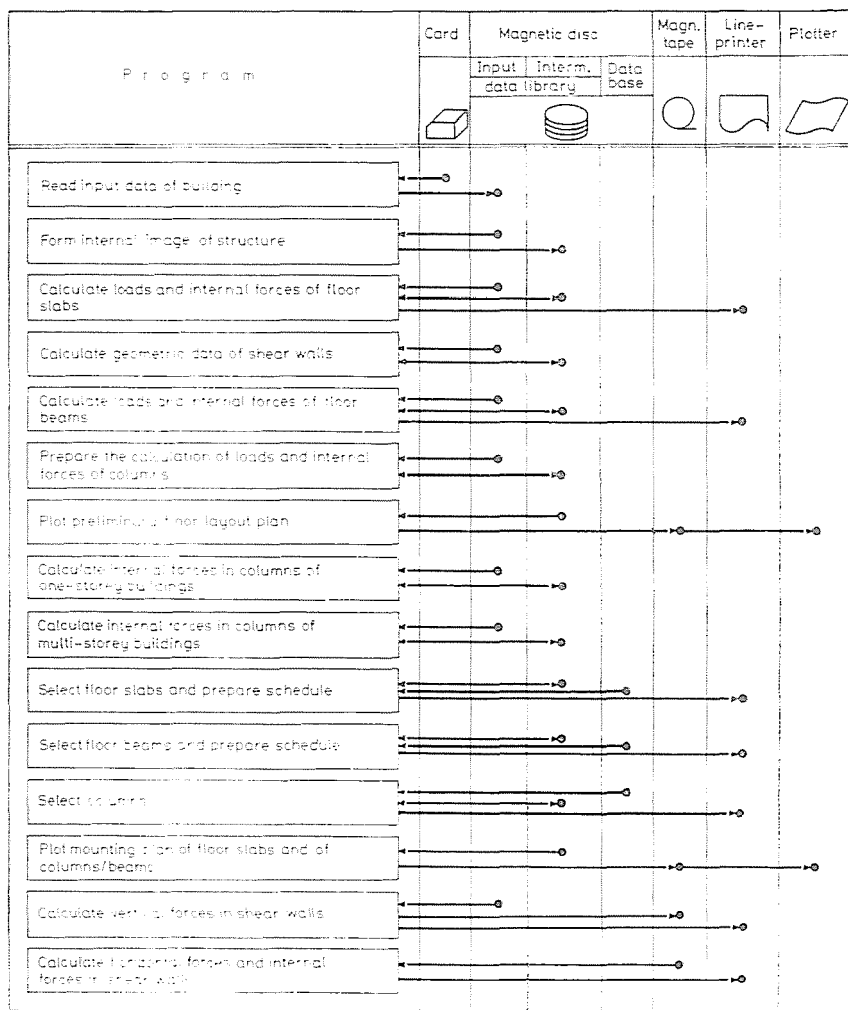 Card Magnetic disc Magn. tape Line-printer Plotter
Program
Input Interm. Data base
data library
Read input data of building
Form internal image of structure
Calculate loads and internal forces of floor
slabs
Calculate geometric data of shear walls
Calculate loads and internal forces of floor
beams
Prepare the calculation of loads and internal
forces of columns
Plot preliminary floor layout plan
Calculate internal forces in columns of
one-storey buildings
Calculate internal forces in columns of
multi-storey buildings
Select floor slabs and prepare schedule
Select floor beams and prepare schedule
Select columns
Plot mounting plan of floor slabs and of
columns/beams
Calculate vertical forces in shear walls
Calculate horizontal forces and internal
forces in shear walls